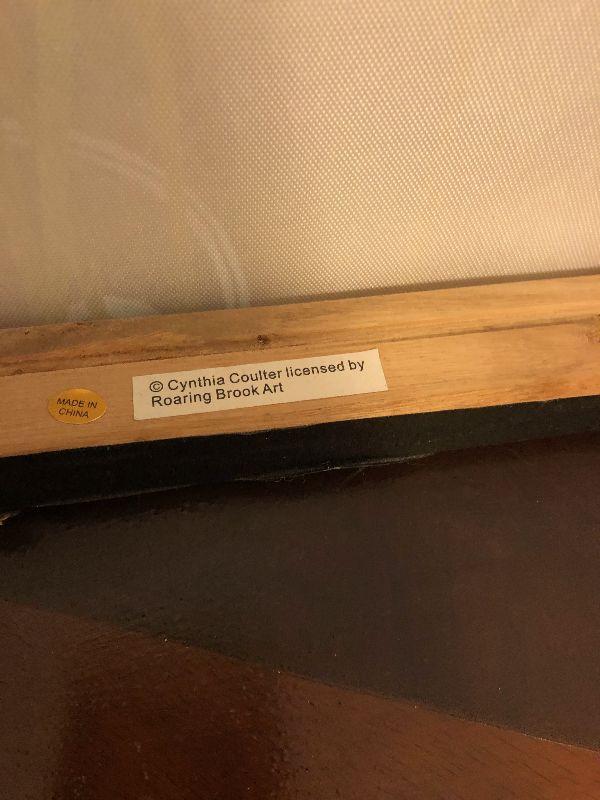 MADE IN
CHINA
© Cynthia Coulter licensed by
Roaring Brook Art